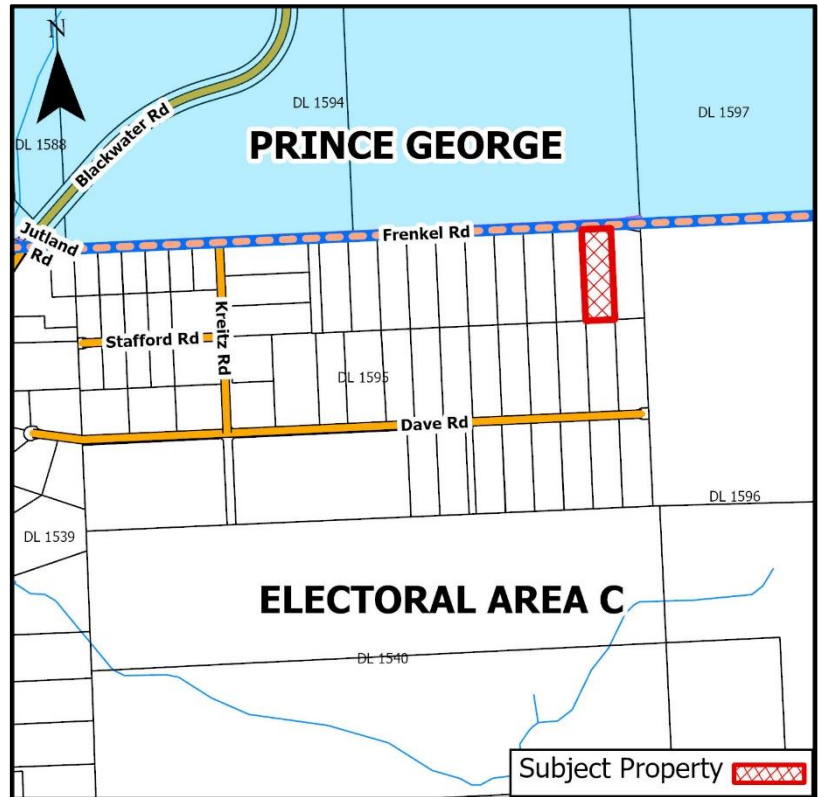 N
DL 1594
DL 1597
DL 1588
Blackwater Rd
PRINCE GEORGE
Jutland
Rd
Frenkel Rd
Kreitz Rd
Stafford Rd
DL 1595
Dave Rd
DL 1596
DL 1539
ELECTORAL AREA C
DL 1540
Subject Property